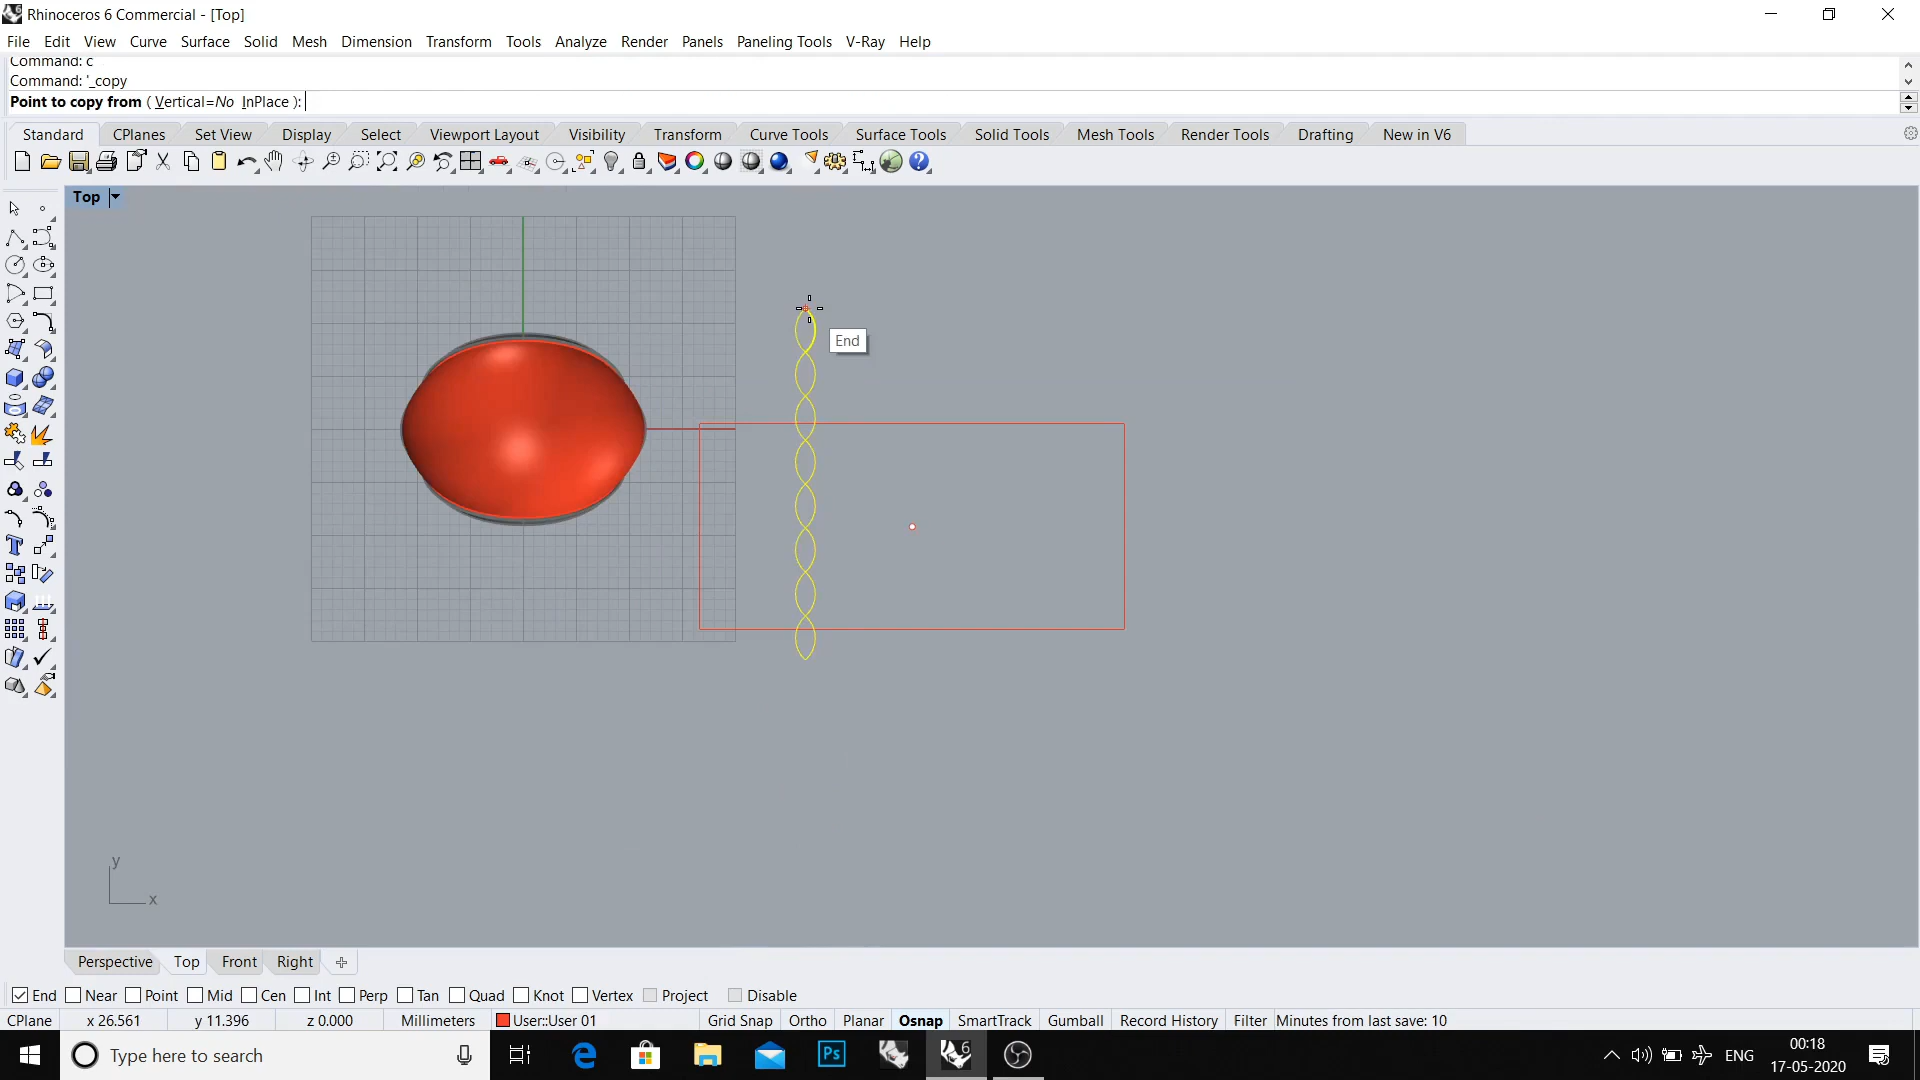 Rhinoceros 6 Commercial - [Top]
File Edit View Curve Surface Solid Mesh Dimension Transform Tools Analyze Render Panels Paneling Tools V-Ray Help
Command: c
Command: '_copy
Point to copy from ( Vertical=No InPlace ):
Standard CPlanes Set View Display Select Viewport Layout Visibility Transform Curve Tools Surface Tools Solid Tools Mesh Tools Render Tools Drafting New in V6
Top
End
y
x
Perspective Top Front Right
End Near Point Mid Cen Int Perp Tan Quad Knot Vertex Project Disable
CPlane x 26.561 y 11.396 z 0.000 Millimeters User::User 01 Grid Snap Ortho Planar Osnap SmartTrack Gumball Record History Filter Minutes from last save: 10
Type here to search Ps 6 ENG 00:18
17-05-2020